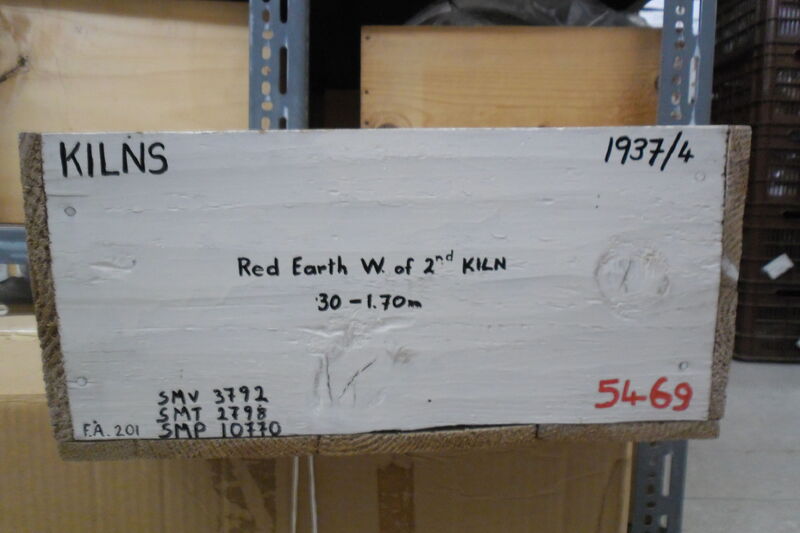 KILNS
1937/4
Red Earth W. of 2nd KILN
.30 - 1.70m
SMV 3792
SMT 2798
F.A. 201 SMP 10770
5469